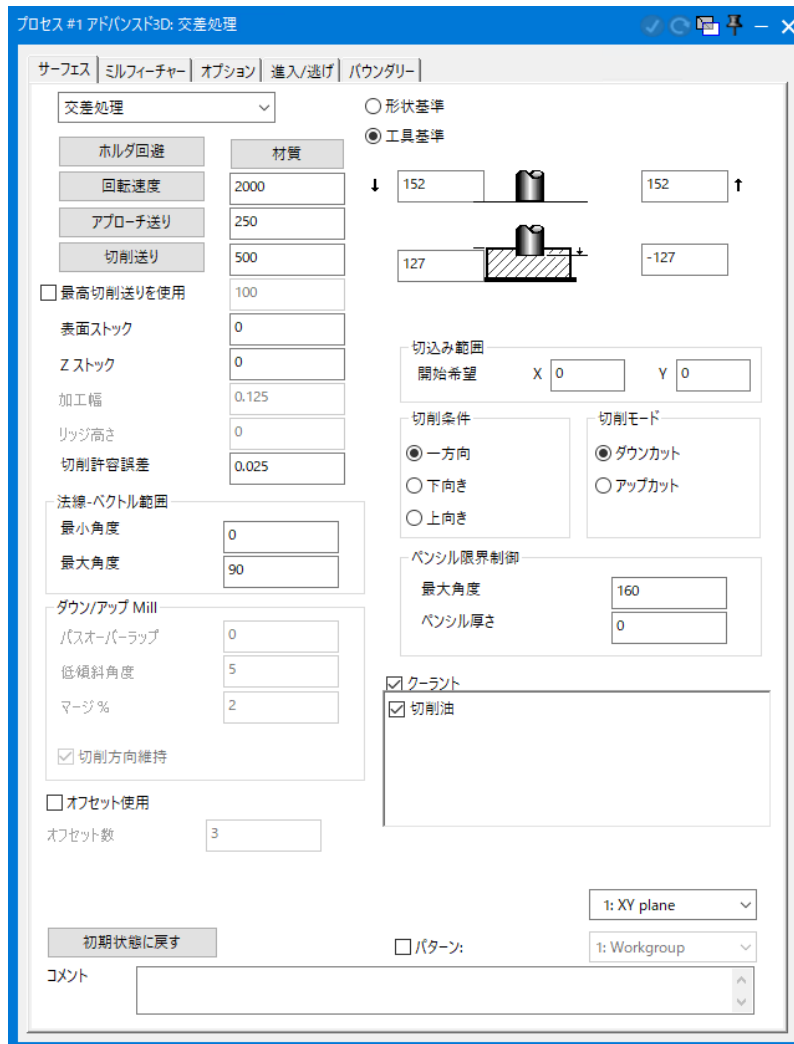 プロセス #1 アドバンスド3D: 交差処理
サーフェス ミルフィーチャー オプション 進入/逃げ バウンダリー
交差処理
形状基準
工具基準
ホルダ回避 材質
回転速度 2000
アプローチ送り 250
切削送り 500
最高切削送りを使用 100
表面ストック 0
Z ストック 0
加工幅 0.125
リッジ高さ 0
切削許容誤差 0.025
152 152
127 -127
切込み範囲
開始希望 X 0 Y 0
切削条件
一方向
下向き
上向き
切削モード
ダウンカット
アップカット
法線-ベクトル範囲
最小角度 0
最大角度 90
ペンシル限界制御
最大角度 160
ペンシル厚さ 0
ダウン/アップ Mill
パスオーバーラップ 0
低傾斜角度 5
マージ % 2
切削方向維持
クーラント
切削油
オフセット使用
オフセット数 3
1: XY plane
初期状態に戻す
パターン: 1: Workgroup
コメント